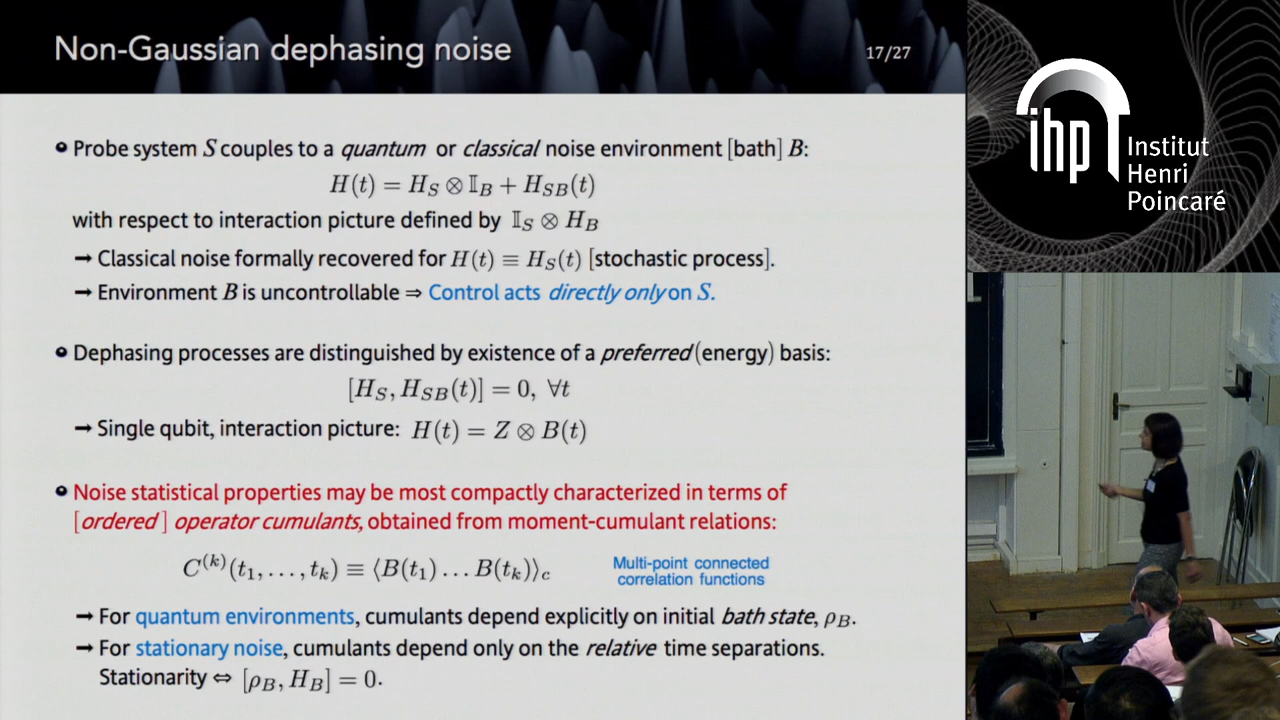 Non-Gaussian dephasing noise
17/27
• Probe system S couples to a quantum or classical noise environment [bath] B:
H(t) = H_S ⊗ 𝕀_B + H_{SB}(t)
with respect to interaction picture defined by 𝕀_S ⊗ H_B
→ Classical noise formally recovered for H(t) ≡ H_S(t) [stochastic process].
→ Environment B is uncontrollable ⇒ Control acts directly only on S.
• Dephasing processes are distinguished by existence of a preferred (energy) basis:
[H_S, H_{SB}(t)] = 0, ∀t
→ Single qubit, interaction picture: H(t) = Z ⊗ B(t)
• Noise statistical properties may be most compactly characterized in terms of
[ordered] operator cumulants, obtained from moment-cumulant relations:
C^{(k)}(t_1, . . . , t_k) ≡ ⟨B(t_1) . . . B(t_k)⟩_c
Multi-point connected
correlation functions
→ For quantum environments, cumulants depend explicitly on initial bath state, ρ_B.
→ For stationary noise, cumulants depend only on the relative time separations.
Stationarity ⇔ [ρ_B, H_B] = 0.
ihp
Institut
Henri
Poincaré